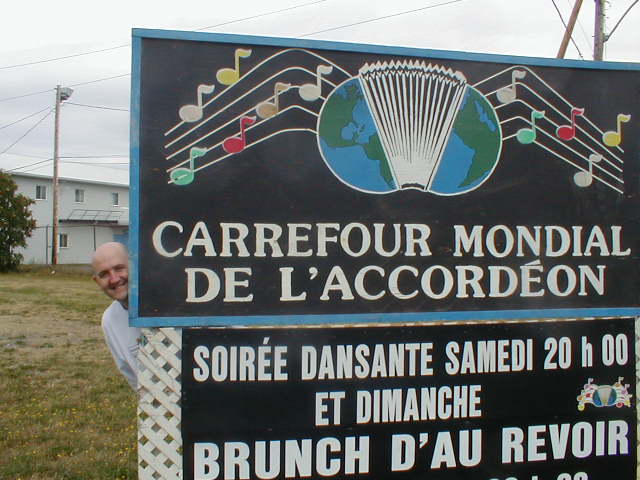 CARREFOUR MONDIAL
DE L'ACCORDÉON
SOIRÉE DANSANTE SAMEDI 20 h 00
ET DIMANCHE
BRUNCH D'AU REVOIR